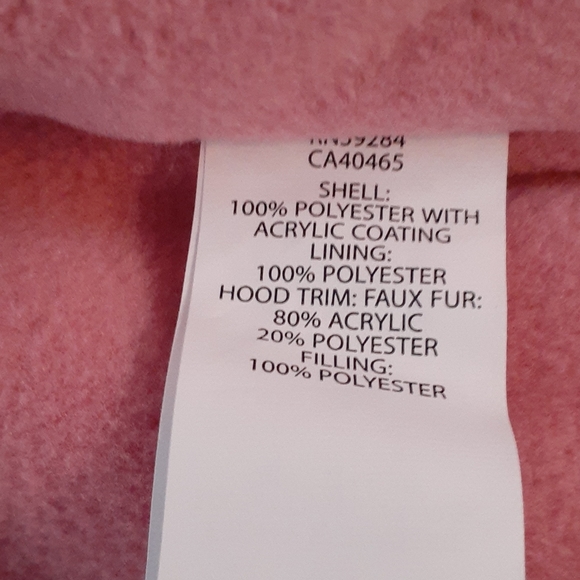 CA40465
SHELL:
100% POLYESTER WITH
ACRYLIC COATING
LINING:
100% POLYESTER
HOOD TRIM: FAUX FUR:
80% ACRYLIC
20% POLYESTER
FILLING:
100% POLYESTER